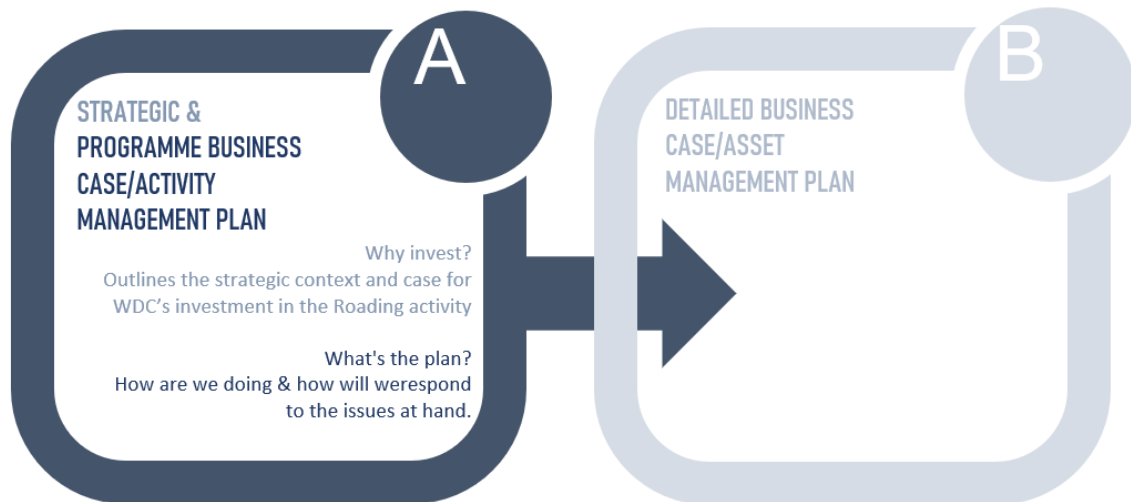 A
STRATEGIC &
PROGRAMME BUSINESS
CASE/ACTIVITY
MANAGEMENT PLAN
Why invest?
Outlines the strategic context and case for
WDC's investment in the Roading activity
What's the plan?
How are we doing & how will werespond
to the issues at hand.
B
DETAILED BUSINESS
CASE/ASSET
MANAGEMENT PLAN